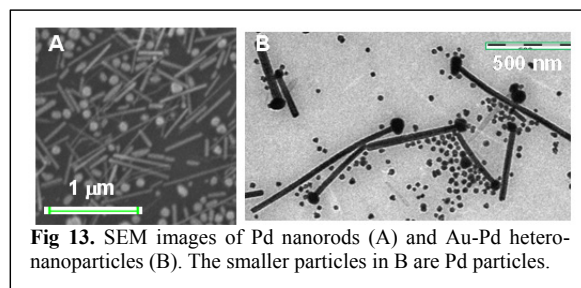 A
B
500 nm
1 µm
Fig 13. SEM images of Pd nanorods (A) and Au-Pd hetero-
nanoparticles (B). The smaller particles in B are Pd particles.